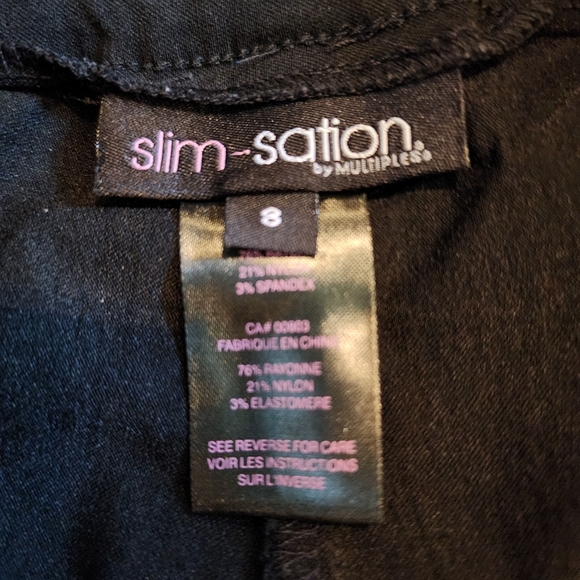 slim-sation®
by MULTIPLES®
8
21% NYLON
3% SPANDEX
CA# 00903
FABRIQUE EN CHINE
76% RAYONNE
21% NYLON
3% ELASTOMERE
SEE REVERSE FOR CARE
VOIR LES INSTRUCTIONS
SUR L'INVERSE